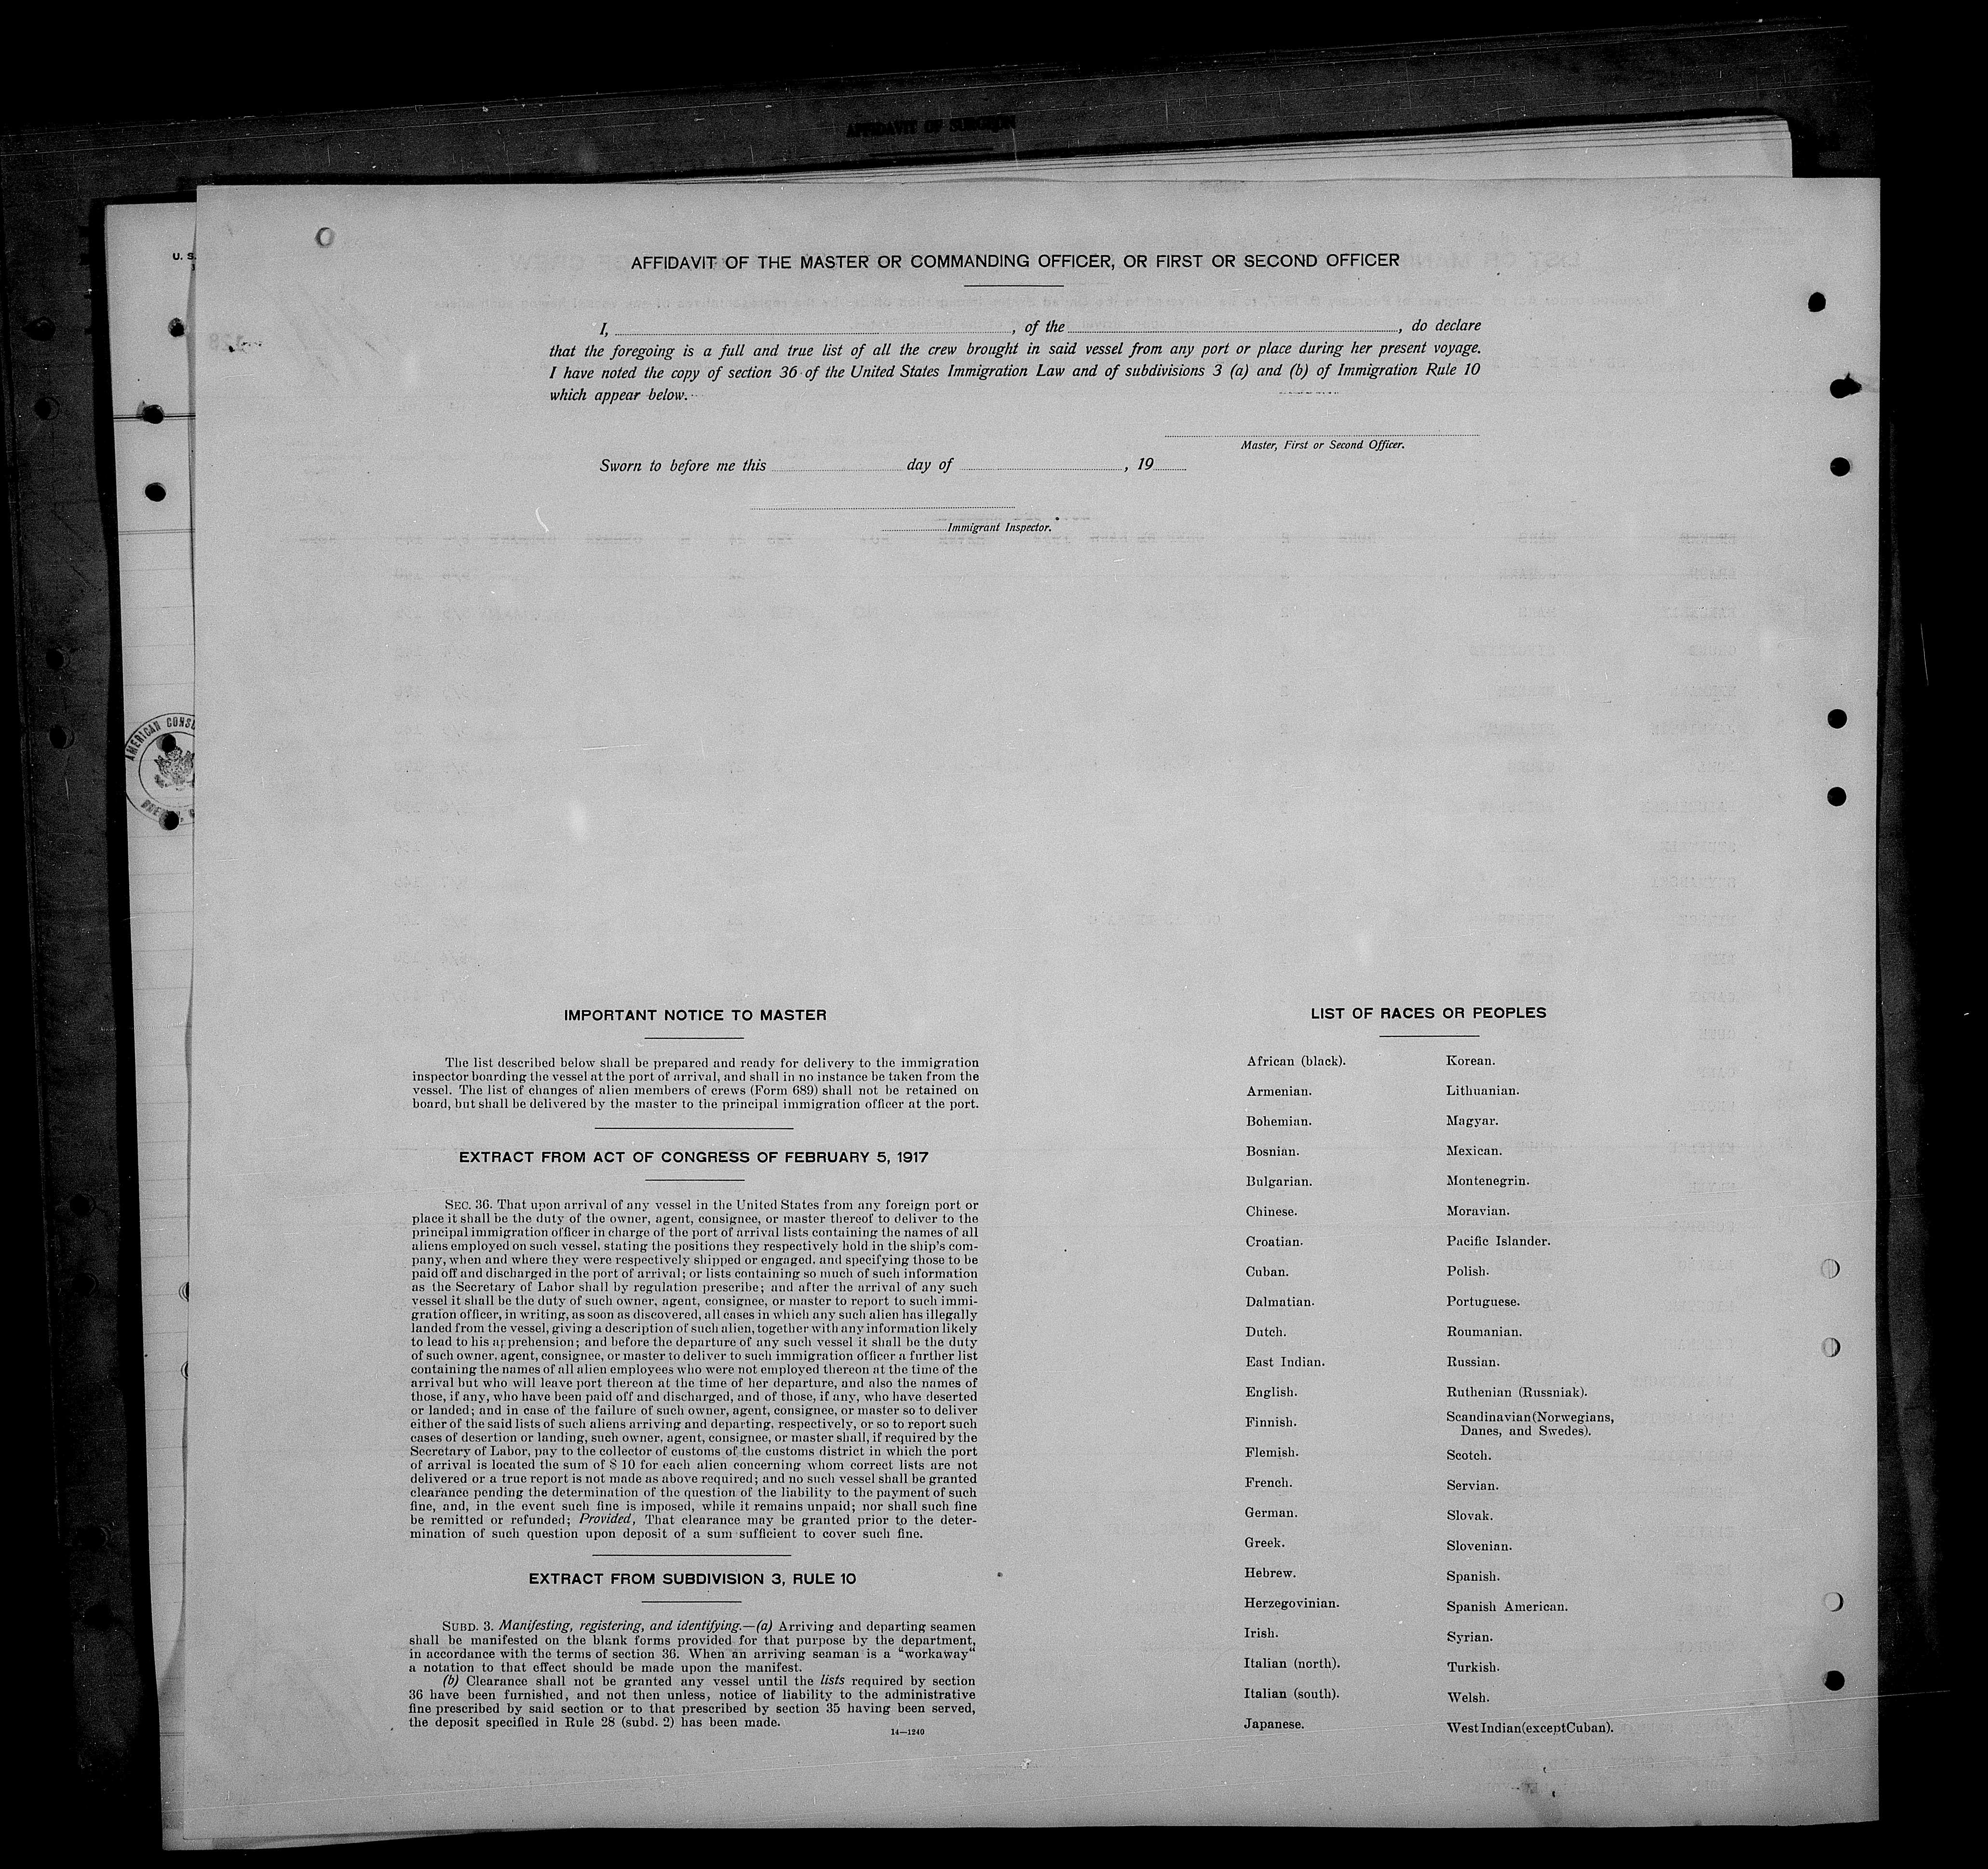 AFFIDAVIT OF SURGEON
U. S.
AFFIDAVIT OF THE MASTER OR COMMANDING OFFICER, OR FIRST OR SECOND OFFICER
I, , of the , do declare
that the foregoing is a full and true list of all the crew brought in said vessel from any port or place during her present voyage.
I have noted the copy of section 36 of the United States Immigration Law and of subdivisions 3 (a) and (b) of Immigration Rule 10
which appear below.
Master, First or Second Officer.
Sworn to before me this day of , 19
Immigrant Inspector.
AMERICAN CONSU
IMPORTANT NOTICE TO MASTER
The list described below shall be prepared and ready for delivery to the immigration
inspector boarding the vessel at the port of arrival, and shall in no instance be taken from the
vessel. The list of changes of alien members of crews (Form 689) shall not be retained on
board, but shall be delivered by the master to the principal immigration officer at the port.
EXTRACT FROM ACT OF CONGRESS OF FEBRUARY 5, 1917
SEC. 36. That upon arrival of any vessel in the United States from any foreign port or
place it shall be the duty of the owner, agent, consignee, or master thereof to deliver to the
principal immigration officer in charge of the port of arrival lists containing the names of all
aliens employed on such vessel, stating the positions they respectively hold in the ship's com-
pany, when and where they were respectively shipped or engaged, and specifying those to be
paid off and discharged in the port of arrival; or lists containing so much of such information
as the Secretary of Labor shall by regulation prescribe; and after the arrival of any such
vessel it shall be the duty of such owner, agent, consignee, or master to report to such immi-
gration officer, in writing, as soon as discovered, all cases in which any such alien has illegally
landed from the vessel, giving a description of such alien, together with any information likely
to lead to his apprehension; and before the departure of any such vessel it shall be the duty
of such owner, agent, consignee, or master to deliver to such immigration officer a further list
containing the names of all alien employees who were not employed thereon at the time of the
arrival but who will leave port thereon at the time of her departure, and also the names of
those, if any, who have been paid off and discharged, and of those, if any, who have deserted
or landed; and in case of the failure of such owner, agent, consignee, or master so to deliver
either of the said lists of such aliens arriving and departing, respectively, or so to report such
cases of desertion or landing, such owner, agent, consignee, or master shall, if required by the
Secretary of Labor, pay to the collector of customs of the customs district in which the port
of arrival is located the sum of $ 10 for each alien concerning whom correct lists are not
delivered or a true report is not made as above required; and no such vessel shall be granted
clearance pending the determination of the question of the liability to the payment of such
fine, and, in the event such fine is imposed, while it remains unpaid; nor shall such fine
be remitted or refunded; Provided, That clearance may be granted prior to the deter-
mination of such question upon deposit of a sum sufficient to cover such fine.
EXTRACT FROM SUBDIVISION 3, RULE 10
SUBD. 3. Manifesting, registering, and identifying.—(a) Arriving and departing seamen
shall be manifested on the blank forms provided for that purpose by the department,
in accordance with the terms of section 36. When an arriving seaman is a “workaway“
a notation to that effect should be made upon the manifest.
(b) Clearance shall not be granted any vessel until the lists required by section
36 have been furnished, and not then unless, notice of liability to the administrative
fine prescribed by said section or to that prescribed by section 35 having been served,
the deposit specified in Rule 28 (subd. 2) has been made.
14—1240
LIST OF RACES OR PEOPLES
African (black).
Armenian.
Bohemian.
Bosnian.
Bulgarian.
Chinese.
Croatian.
Cuban.
Dalmatian.
Dutch.
East Indian.
English.
Finnish.
Flemish.
French.
German.
Greek.
Hebrew.
Herzegovinian.
Irish.
Italian (north).
Italian (south).
Japanese.
Korean.
Lithuanian.
Magyar.
Mexican.
Montenegrin.
Moravian.
Pacific Islander.
Polish.
Portuguese.
Roumanian.
Russian.
Ruthenian (Russniak).
Scandinavian (Norwegians,
Danes, and Swedes).
Scotch.
Servian.
Slovak.
Slovenian.
Spanish.
Spanish American.
Syrian.
Turkish.
Welsh.
West Indian (except Cuban).